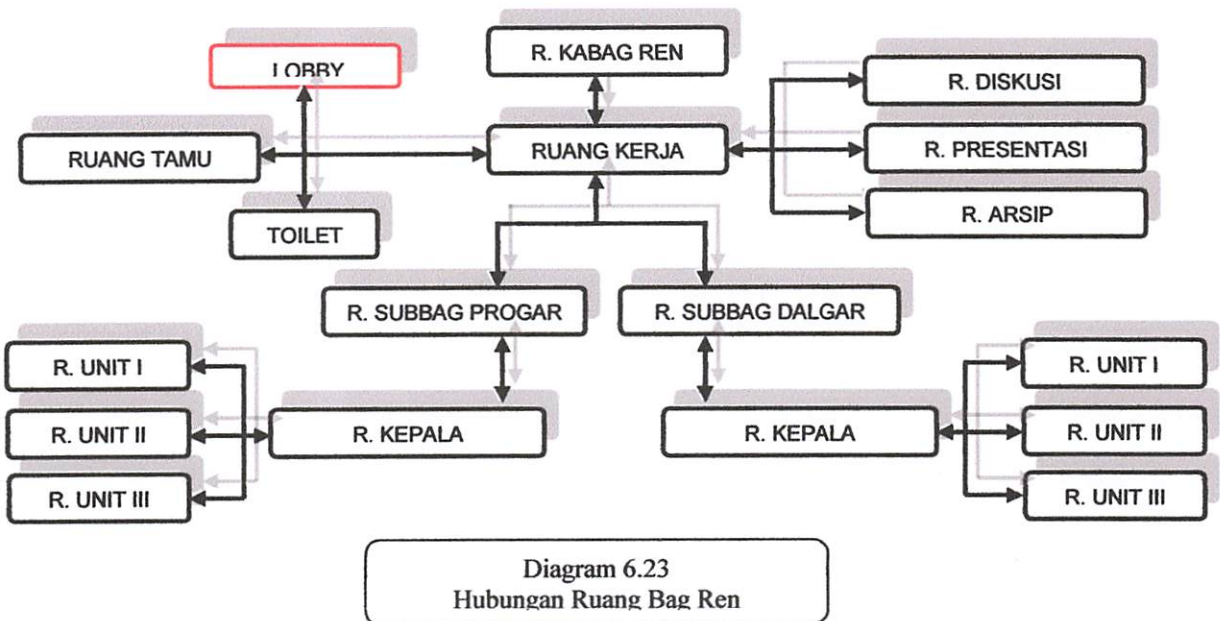 R. KABAG REN
LOBBY
R. DISKUSI
RUANG TAMU
RUANG KERJA
R. PRESENTASI
TOILET
R. ARSIP
R. SUBBAG PROGAR
R. SUBBAG DALGAR
R. UNIT I
R. UNIT II
R. UNIT III
R. KEPALA
R. KEPALA
R. UNIT I
R. UNIT II
R. UNIT III
Diagram 6.23
Hubungan Ruang Bag Ren